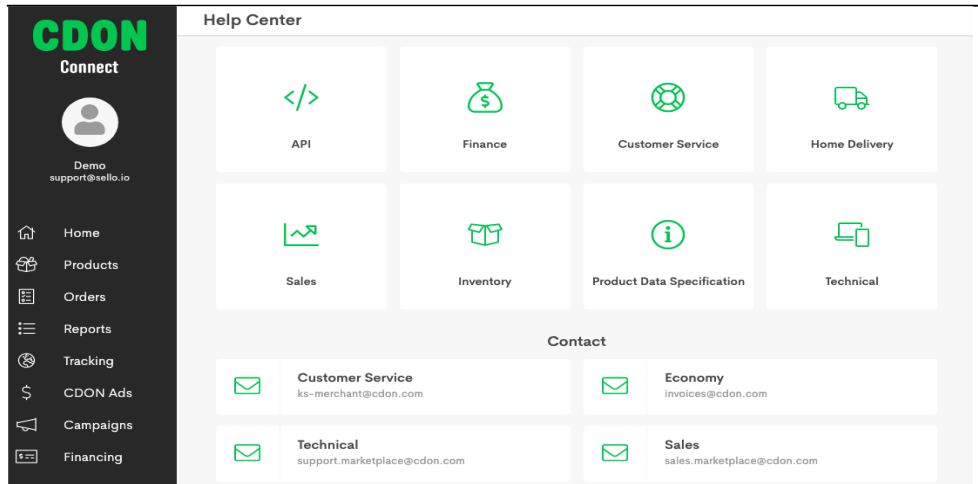 CDON
Connect
Demo
support@sello.io
Home
Products
Orders
Reports
Tracking
CDON Ads
Campaigns
Financing
Help Center
API
Finance
Customer Service
Home Delivery
Sales
Inventory
Product Data Specification
Technical
Contact
Customer Service
ks-merchant@cdon.com
Economy
invoices@cdon.com
Technical
support.marketplace@cdon.com
Sales
sales.marketplace@cdon.com